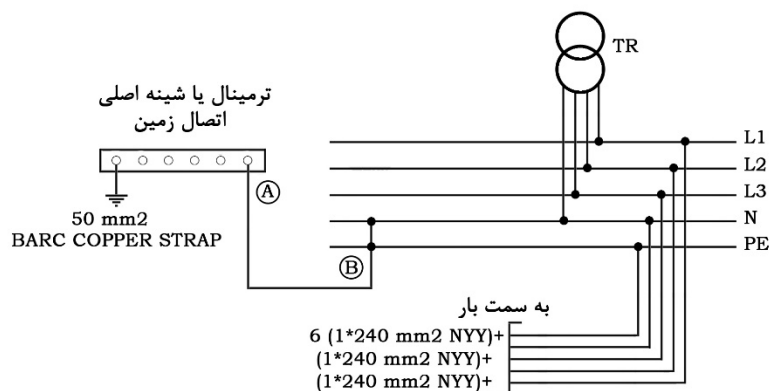 TR
ترمینال یا شینه اصلی
اتصال زمین
L1
L2
L3
N
PE
A
50 mm2
BARC COPPER STRAP
B
به سمت بار
6 (1*240 mm2 NYY)+
(1*240 mm2 NYY)+
(1*240 mm2 NYY)+